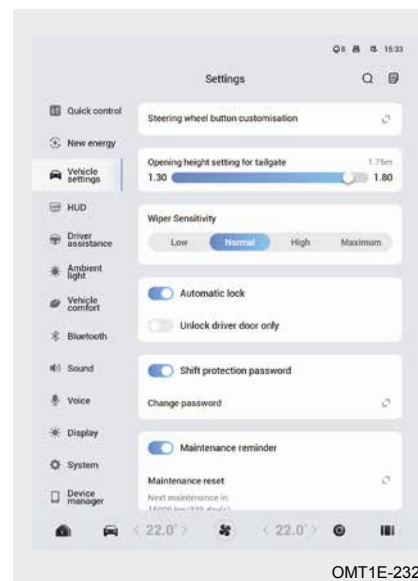 15:33
Settings
Quick control
New energy
Vehicle
settings
HUD
Driver
assistance
Ambient
light
Vehicle
comfort
Bluetooth
Sound
Voice
Display
System
Device
manager
Steering wheel button customisation
Opening height setting for tailgate
1.75m
1.30
1.80
Wiper Sensitivity
Low
Normal
High
Maximum
Automatic lock
Unlock driver door only
Shift protection password
Change password
Maintenance reminder
Maintenance reset
Next maintenance in:
22.0°
22.0°
OMT1E-232